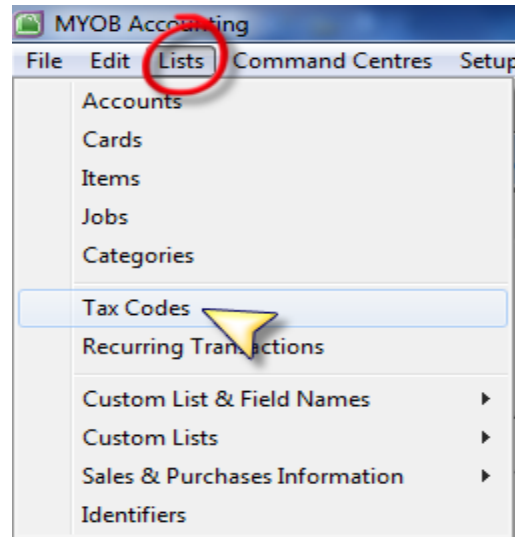 MYOB Accounting
File Edit Lists Command Centres Setup
Accounts
Cards
Items
Jobs
Categories
Tax Codes
Recurring Transactions
Custom List & Field Names
Custom Lists
Sales & Purchases Information
Identifiers